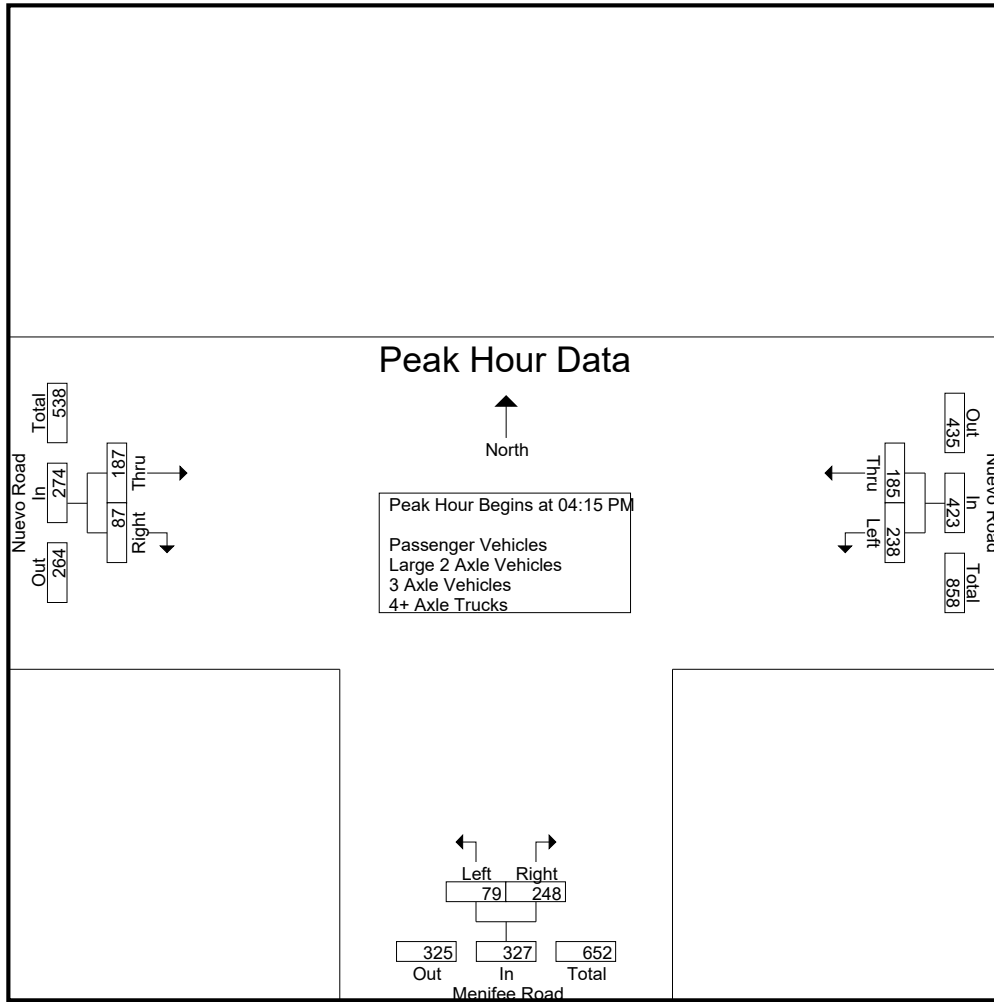 Peak Hour Data
North
Peak Hour Begins at 04:15 PM
Passenger Vehicles
Large 2 Axle Vehicles
3 Axle Vehicles
4+ Axle Trucks
Nuevo Road
Out In Total
264 274 538
Right Thru
87 187
Nuevo Road
Out In Total
435 423 858
Thru Left
185 238
Left Right
79 248
325 327 652
Out In Total
Menifee Road